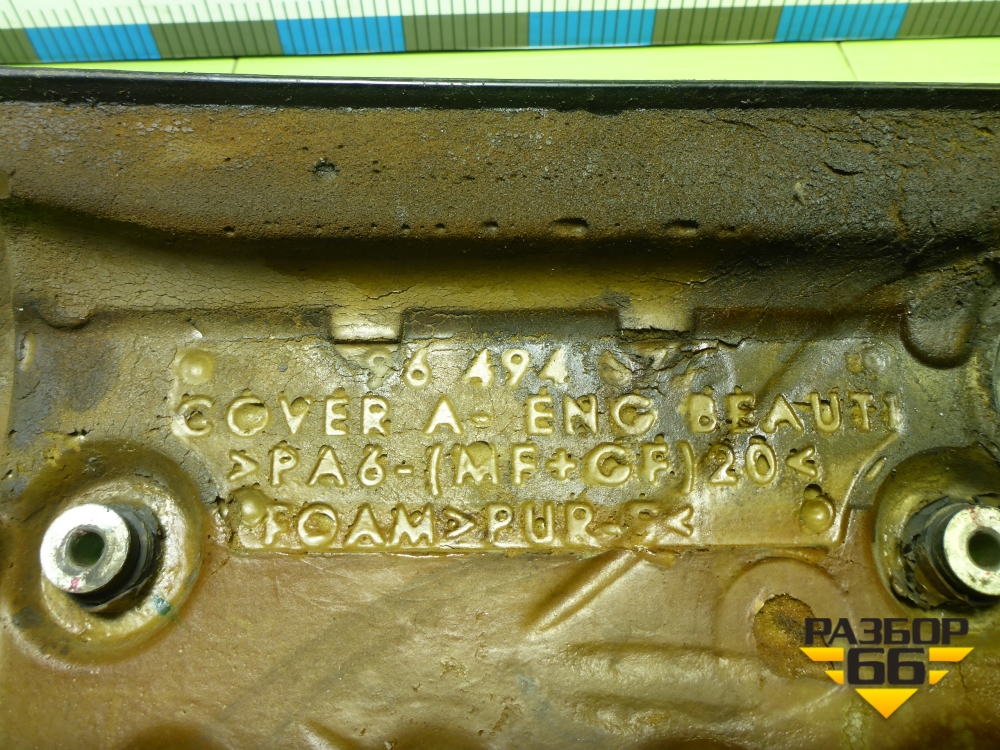 96 494
COVER A- ENG BEAUTI
>PA6-(MF+GF)20<
FOAM>PUR-S<
РАЗБОР
66